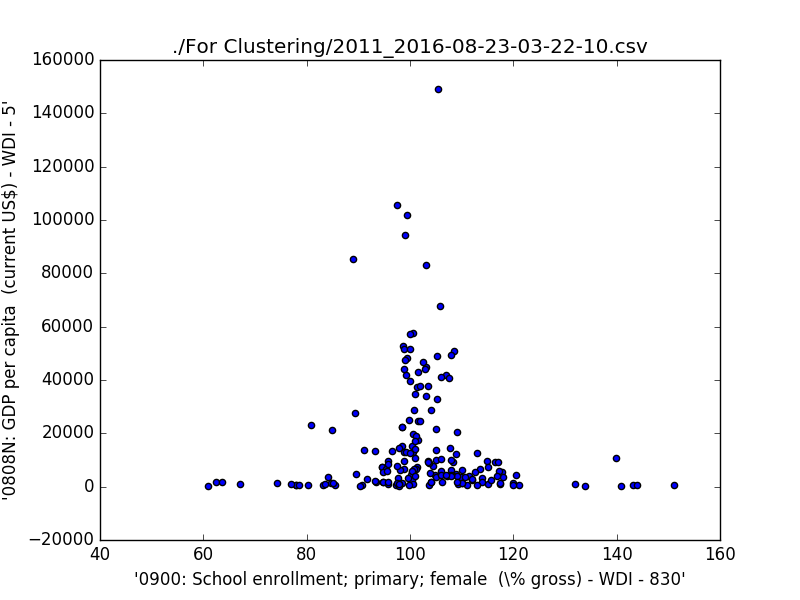 ./For Clustering/2011_2016-08-23-03-22-10.csv
160000
140000
120000
100000
80000
60000
40000
20000
0
−20000
'0808N: GDP per capita  (current US$) - WDI - 5'
40 60 80 100 120 140 160
'0900: School enrollment; primary; female  (\% gross) - WDI - 830'